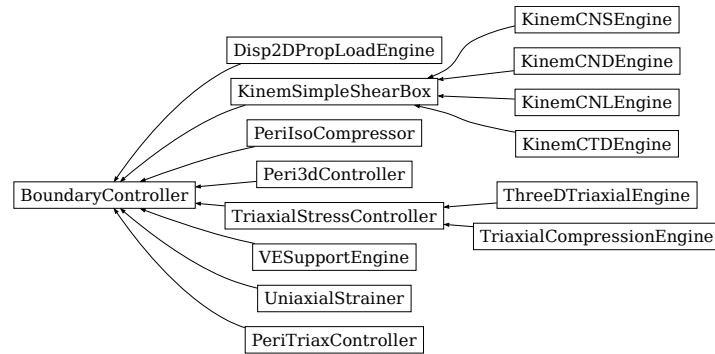 KinemCNSEngine
Disp2DPropLoadEngine
KinemCNDEngine
KinemSimpleShearBox
KinemCNLEngine
PeriIsoCompressor
KinemCTDEngine
Peri3dController
BoundaryController
ThreeDTriaxialEngine
TriaxialStressController
TriaxialCompressionEngine
VESupportEngine
UniaxialStrainer
PeriTriaxController